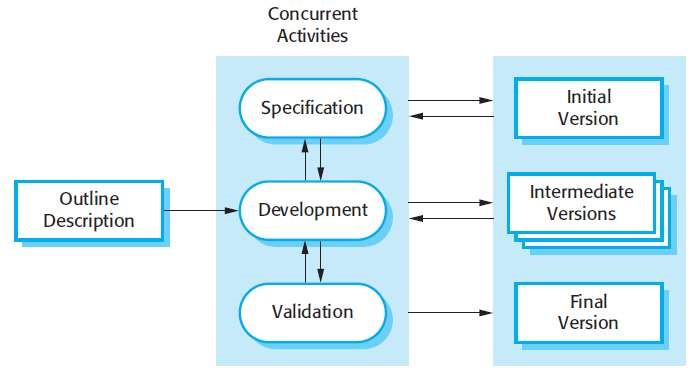 Concurrent
Activities
Specification
Initial
Version
Outline
Description
Development
Intermediate
Versions
Validation
Final
Version